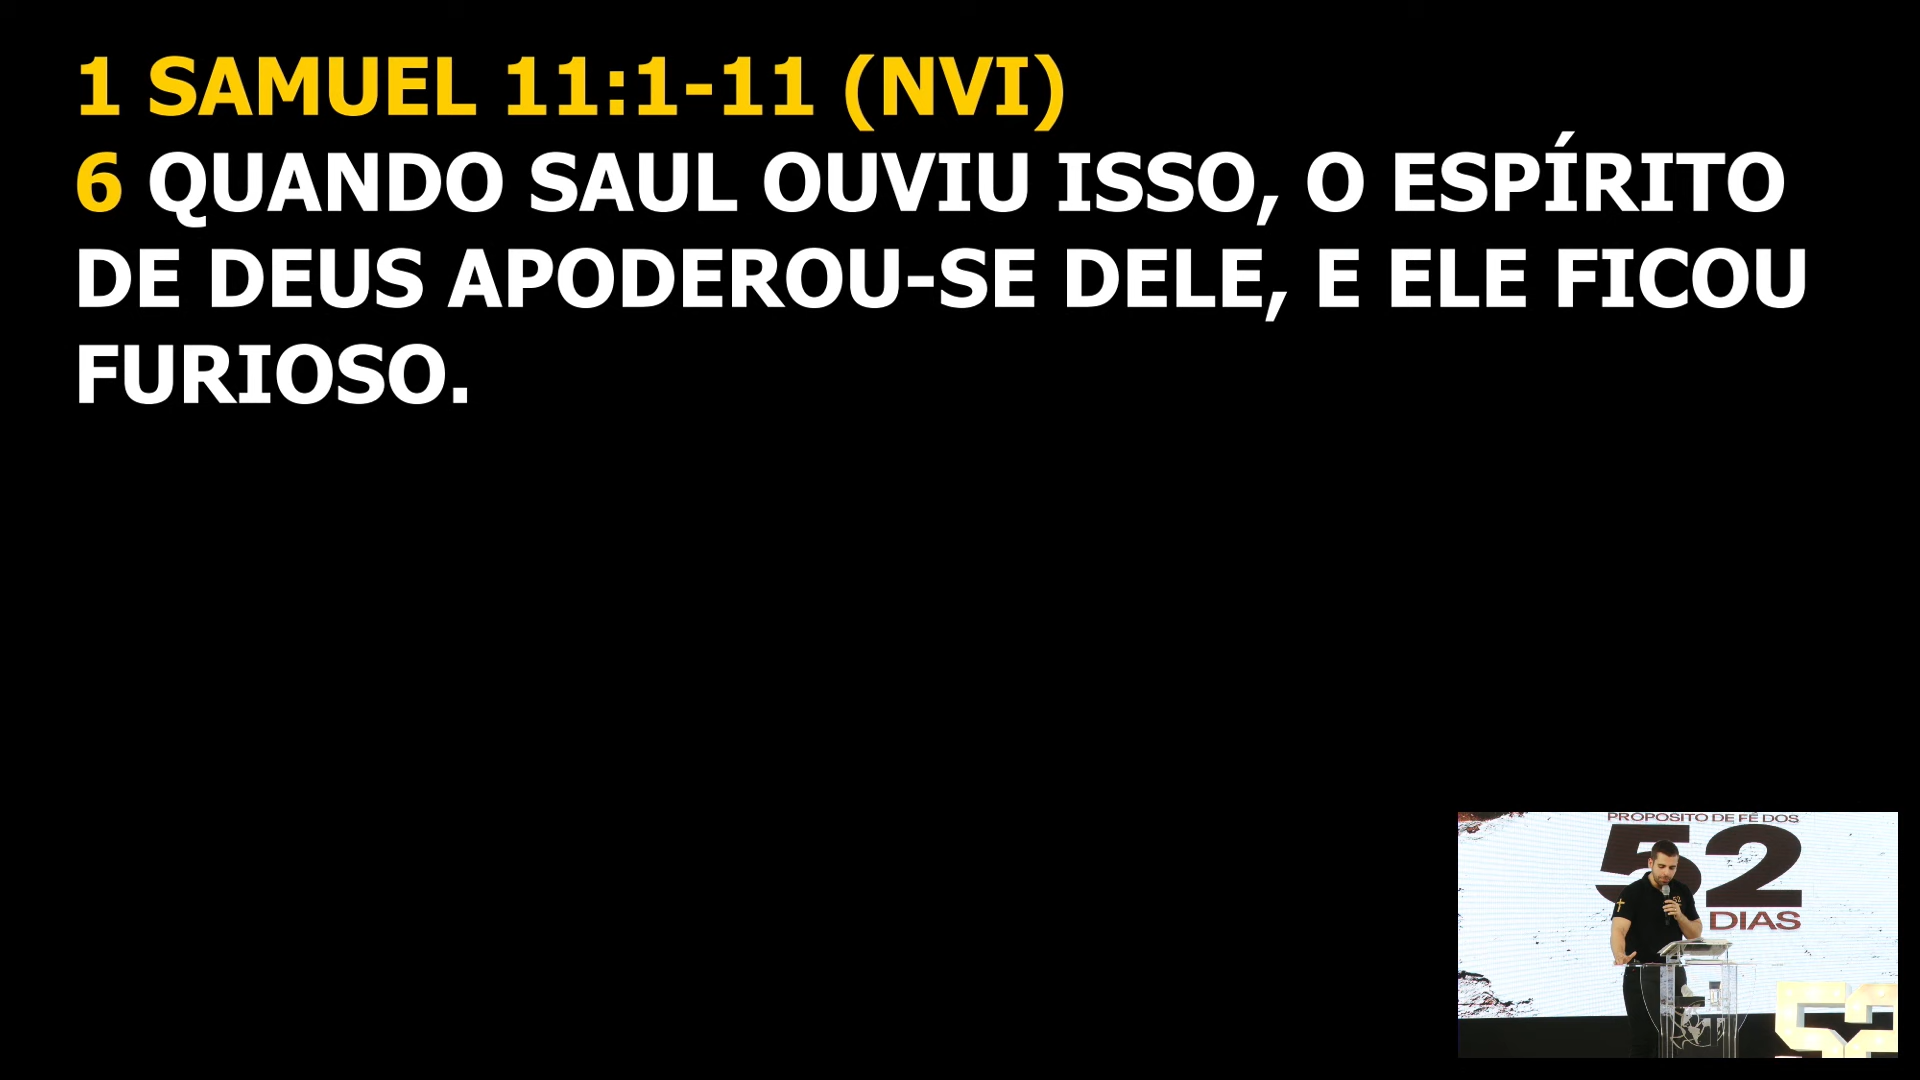 1 SAMUEL 11:1-11 (NVI)
6 QUANDO SAUL OUVIU ISSO, O ESPÍRITO
DE DEUS APODEROU-SE DELE, E ELE FICOU
FURIOSO.
PROPOSITO DE FÉ DOS
52
DIAS
52